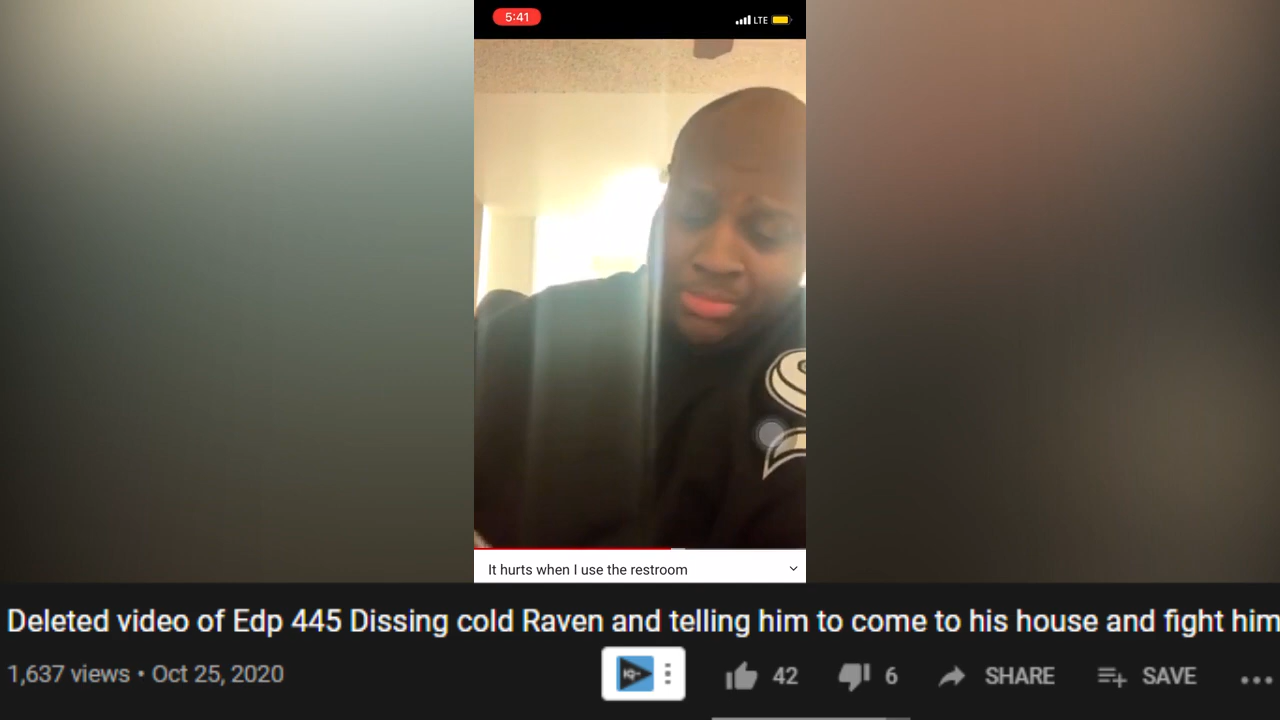 5:41
LTE
It hurts when I use the restroom
Deleted video of Edp 445 Dissing cold Raven and telling him to come to his house and fight him
1,637 views • Oct 25, 2020
42
6
SHARE
SAVE